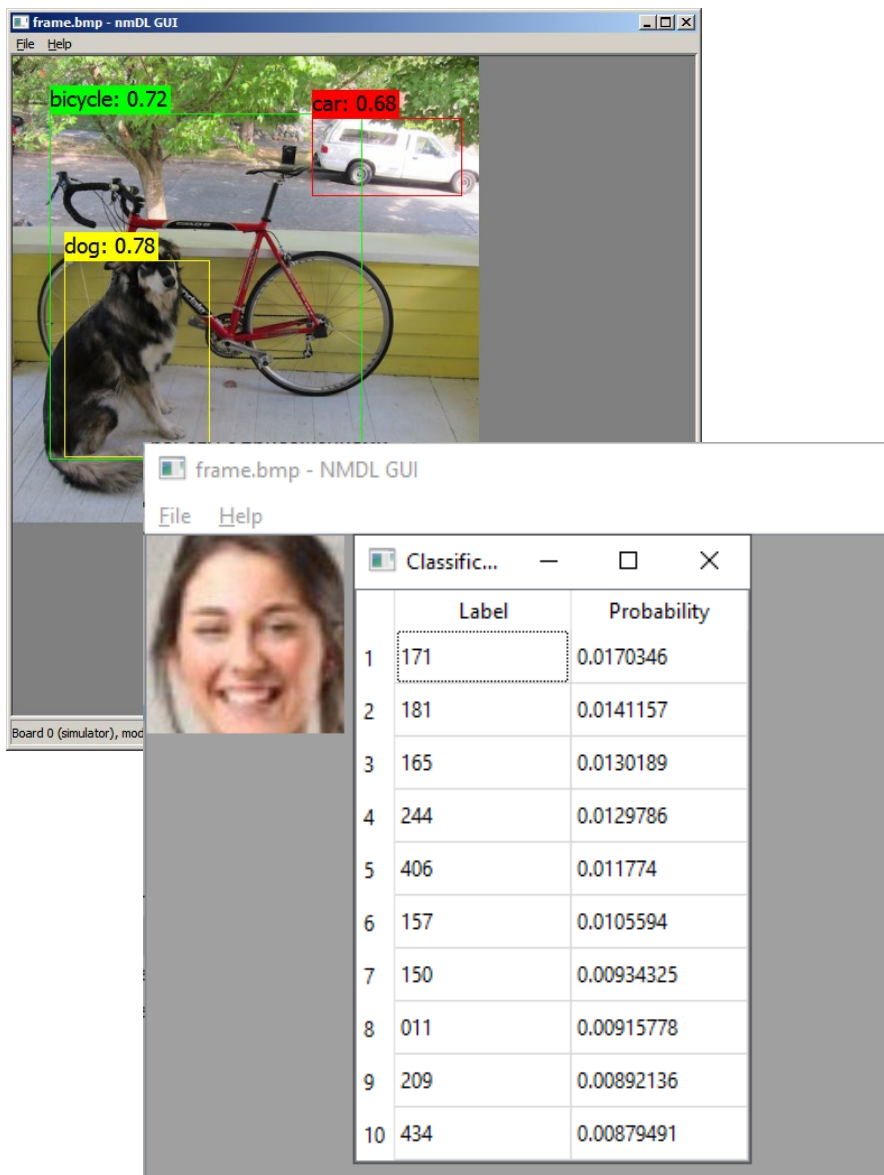 frame.bmp - nmDL GUI
File Help
bicycle: 0.72
car: 0.68
dog: 0.78
Board 0 (simulator), mod
frame.bmp - NMDL GUI
File Help
Classific...
Label Probability
1 171 0.0170346
2 181 0.0141157
3 165 0.0130189
4 244 0.0129786
5 406 0.011774
6 157 0.0105594
7 150 0.00934325
8 011 0.00915778
9 209 0.00892136
10 434 0.00879491